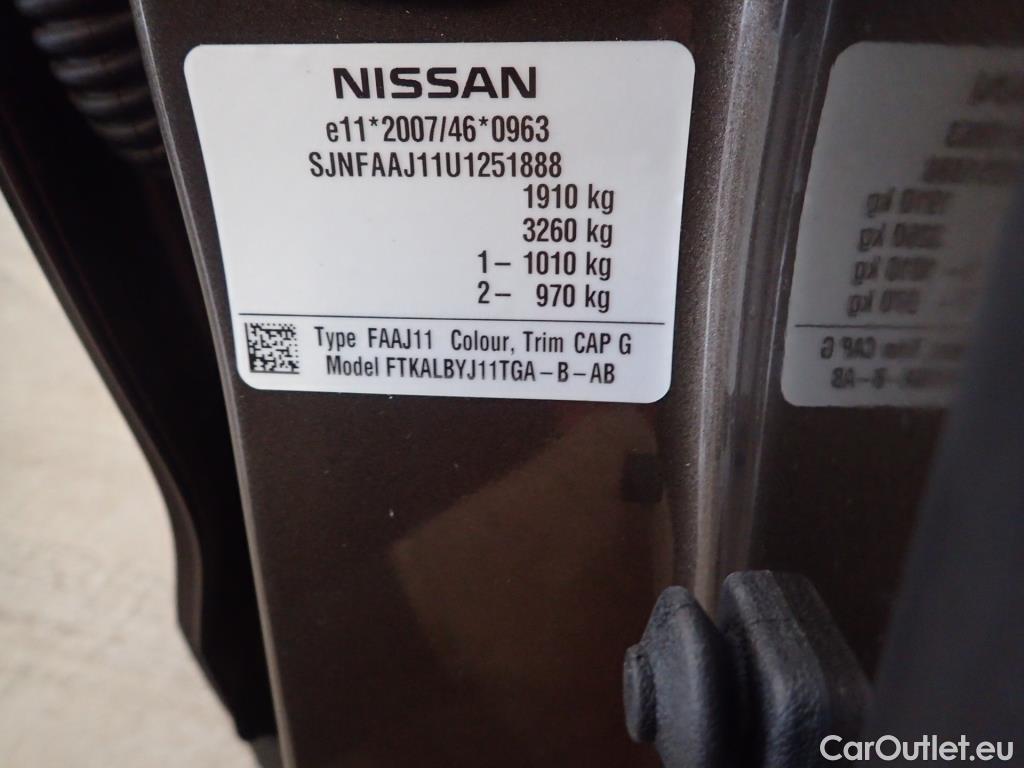 NISSAN
e11*2007/46*0963
SJNFAAJ11U1251888
1910 kg
3260 kg
1– 1010 kg
2– 970 kg
Type FAAJ11 Colour, Trim CAP G
Model FTKALBYJ11TGA–B–AB
CarOutlet.eu